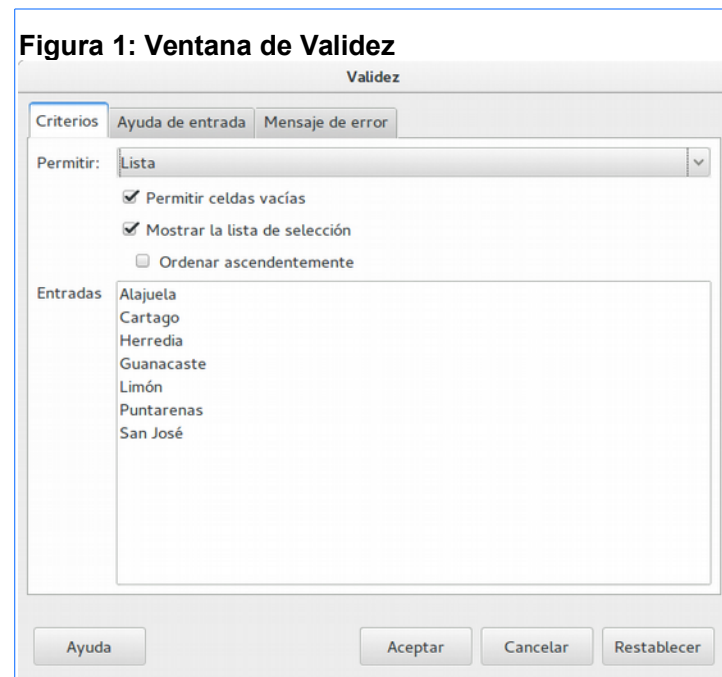 Figura 1: Ventana de Validez
Validez
Criterios Ayuda de entrada Mensaje de error
Permitir: Lista
Permitir celdas vacías
Mostrar la lista de selección
Ordenar ascendentemente
Entradas Alajuela
Cartago
Herredia
Guanacaste
Limón
Puntarenas
San José
Ayuda Aceptar Cancelar Restablecer